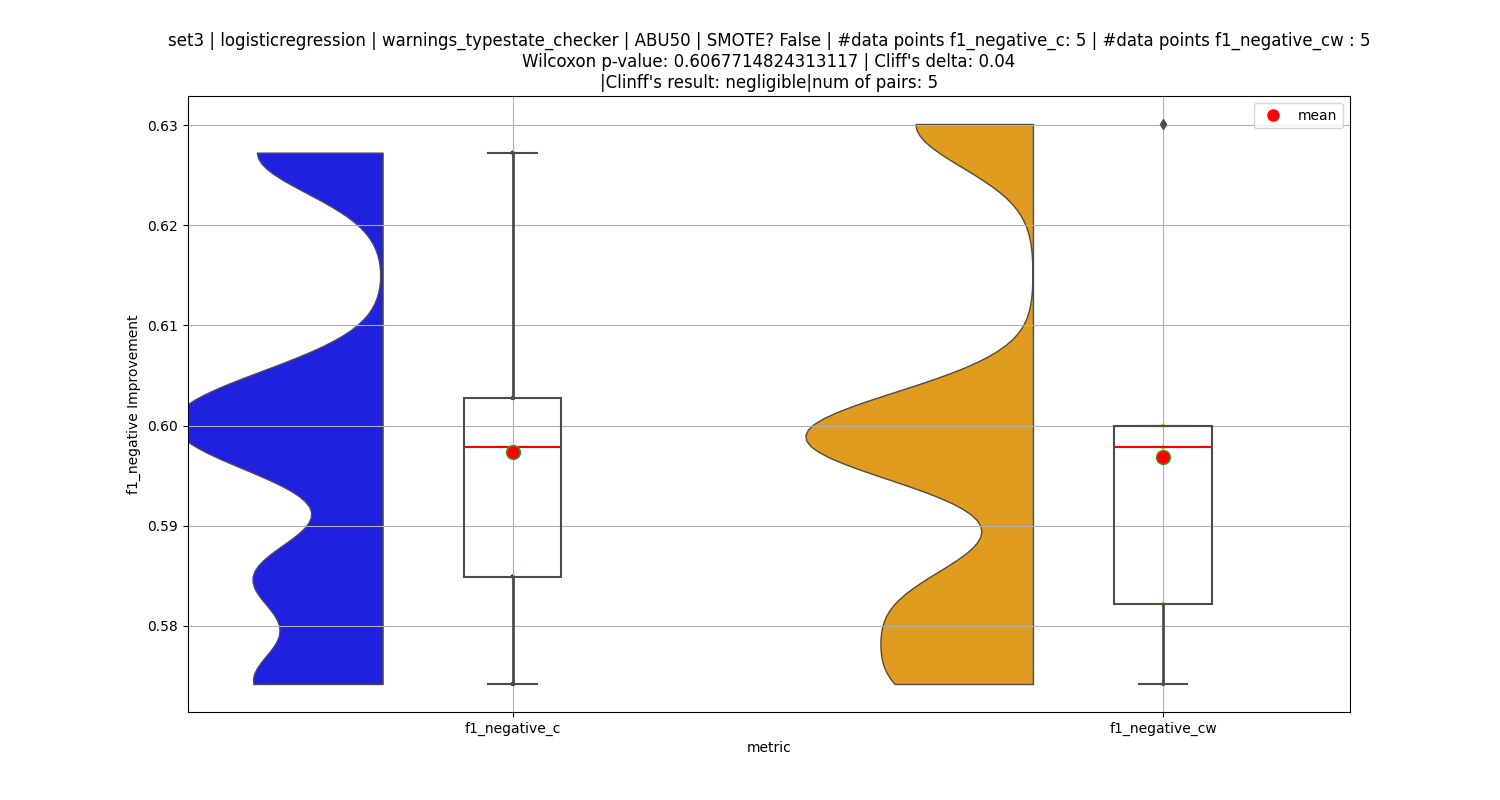 set3 | logisticregression | warnings_typestate_checker | ABU50 | SMOTE? False | #data points f1_negative_c: 5 | #data points f1_negative_cw : 5
Wilcoxon p-value: 0.6067714824313117 | Cliff's delta: 0.04
|Clinff's result: negligible|num of pairs: 5
mean
0.63
0.62
0.61
0.60
0.59
0.58
f1_negative Improvement
f1_negative_c
f1_negative_cw
metric